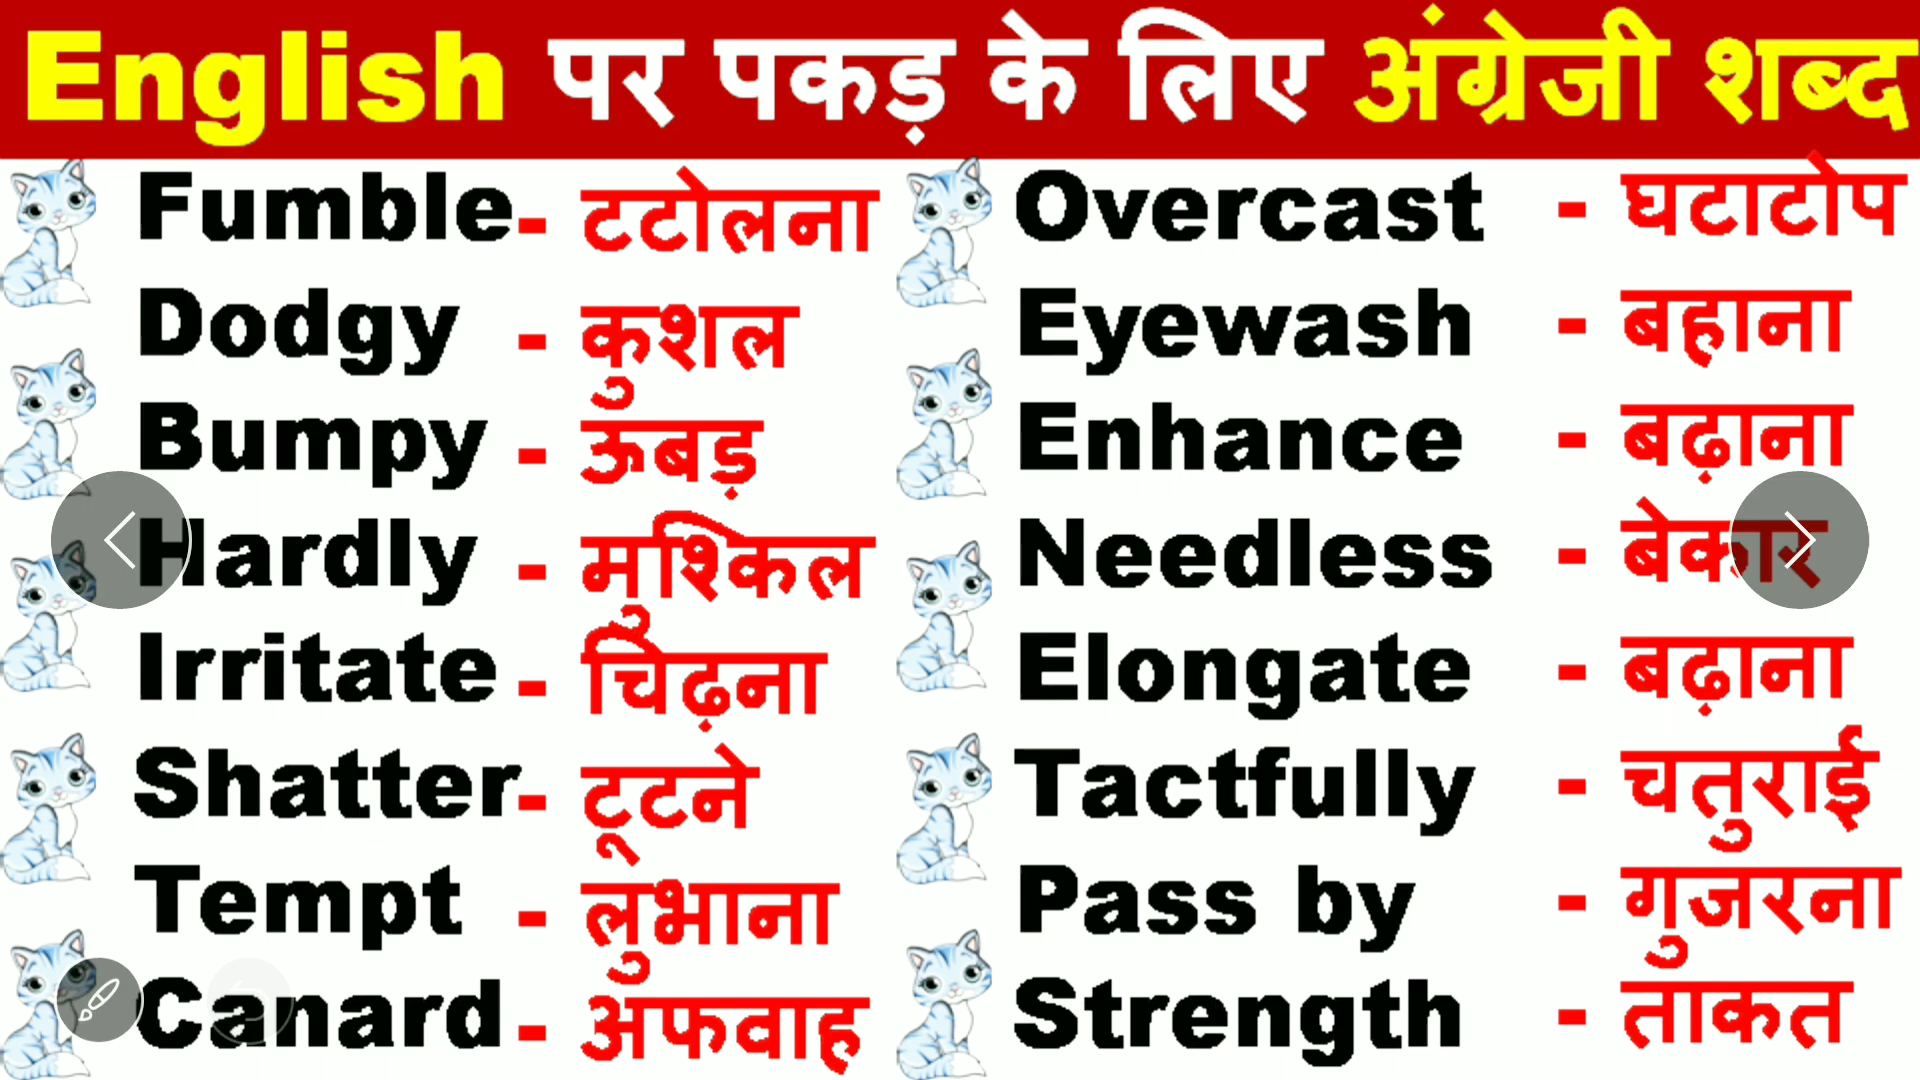 English पर पकड़ के लिए अंग्रेजी शब्द
Fumble - टटोलना
Dodgy - कुशल
Bumpy - ऊबड़
Hardly - मुश्किल
Irritate - चिढ़ना
Shatter - टूटने
Tempt - लुभाना
Canard - अफवाह
Overcast - घटाटोप
Eyewash - बहाना
Enhance - बढ़ाना
Needless - बेकार
Elongate - बढ़ाना
Tactfully - चतुराई
Pass by - गुजरना
Strength - ताकत